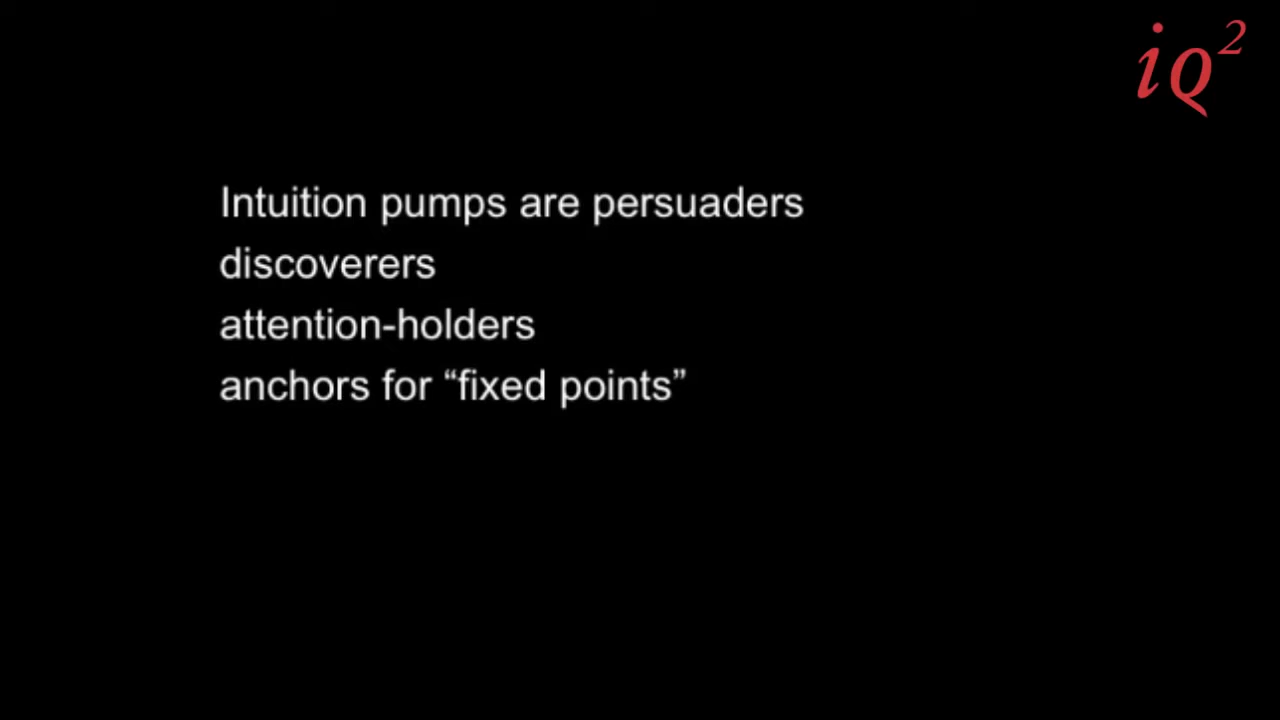 iq²
Intuition pumps are persuaders
discoverers
attention-holders
anchors for “fixed points”